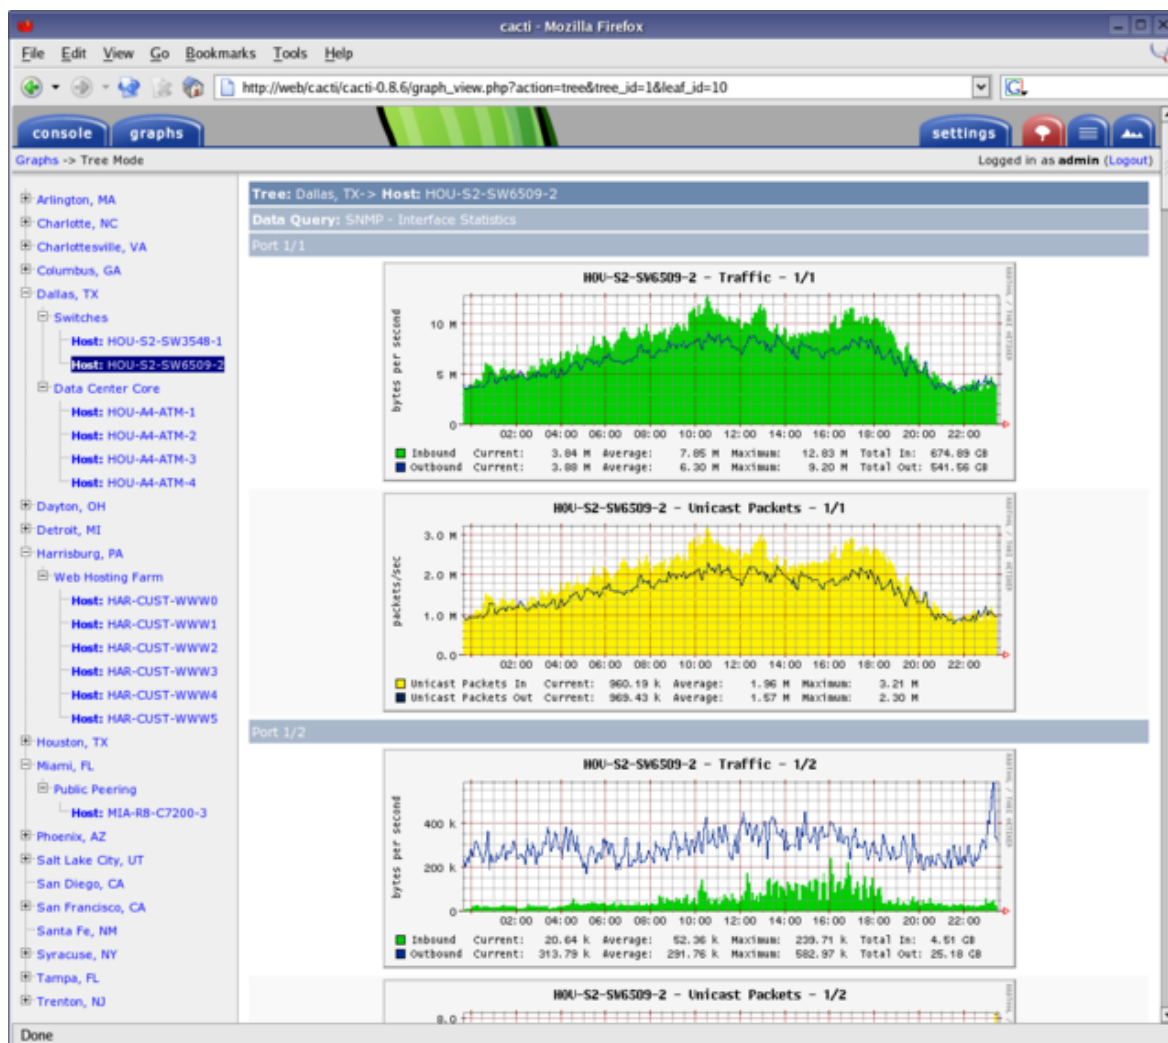 cacti - Mozilla Firefox
File Edit View Go Bookmarks Tools Help
http://web/cacti/cacti-0.8.6/graph_view.php?action=tree&tree_id=1&leaf_id=10
console graphs settings
Graphs -> Tree Mode
Logged in as admin (Logout)
Arlington, MA
Charlotte, NC
Charlottesville, VA
Columbus, GA
Dallas, TX
Switches
Host: HOU-S2-SW3548-1
Host: HOU-S2-SW6509-2
Data Center Core
Host: HOU-A4-ATM-1
Host: HOU-A4-ATM-2
Host: HOU-A4-ATM-3
Host: HOU-A4-ATM-4
Dayton, OH
Detroit, MI
Harrisburg, PA
Web Hosting Farm
Host: HAR-CUST-WWW0
Host: HAR-CUST-WWW1
Host: HAR-CUST-WWW2
Host: HAR-CUST-WWW3
Host: HAR-CUST-WWW4
Host: HAR-CUST-WWW5
Houston, TX
Miami, FL
Public Peering
Host: MIA-R8-C7200-3
Phoenix, AZ
Salt Lake City, UT
San Diego, CA
San Francisco, CA
Santa Fe, NM
Syracuse, NY
Tampa, FL
Trenton, NJ
Tree: Dallas, TX-> Host: HOU-S2-SW6509-2
Data Query: SNMP - Interface Statistics
Port 1/1
HOU-S2-SW6509-2 - Traffic - 1/1
bytes per second
10 M
5 M
0
02:00 04:00 06:00 08:00 10:00 12:00 14:00 16:00 18:00 20:00 22:00
Inbound Current: 3.84 M Average: 7.85 M Maximum: 12.83 M Total In: 674.89 GB
Outbound Current: 3.88 M Average: 6.30 M Maximum: 9.20 M Total Out: 541.56 GB
HOU-S2-SW6509-2 - Unicast Packets - 1/1
packets/sec
3.0 M
2.0 M
1.0 M
0.0
02:00 04:00 06:00 08:00 10:00 12:00 14:00 16:00 18:00 20:00 22:00
Unicast Packets In Current: 960.19 k Average: 1.96 M Maximum: 3.21 M
Unicast Packets Out Current: 969.43 k Average: 1.57 M Maximum: 2.30 M
Port 1/2
HOU-S2-SW6509-2 - Traffic - 1/2
bytes per second
400 k
200 k
0
02:00 04:00 06:00 08:00 10:00 12:00 14:00 16:00 18:00 20:00 22:00
Inbound Current: 20.64 k Average: 52.36 k Maximum: 239.71 k Total In: 4.51 GB
Outbound Current: 313.79 k Average: 291.76 k Maximum: 582.97 k Total Out: 25.18 GB
HOU-S2-SW6509-2 - Unicast Packets - 1/2
8.0
Done